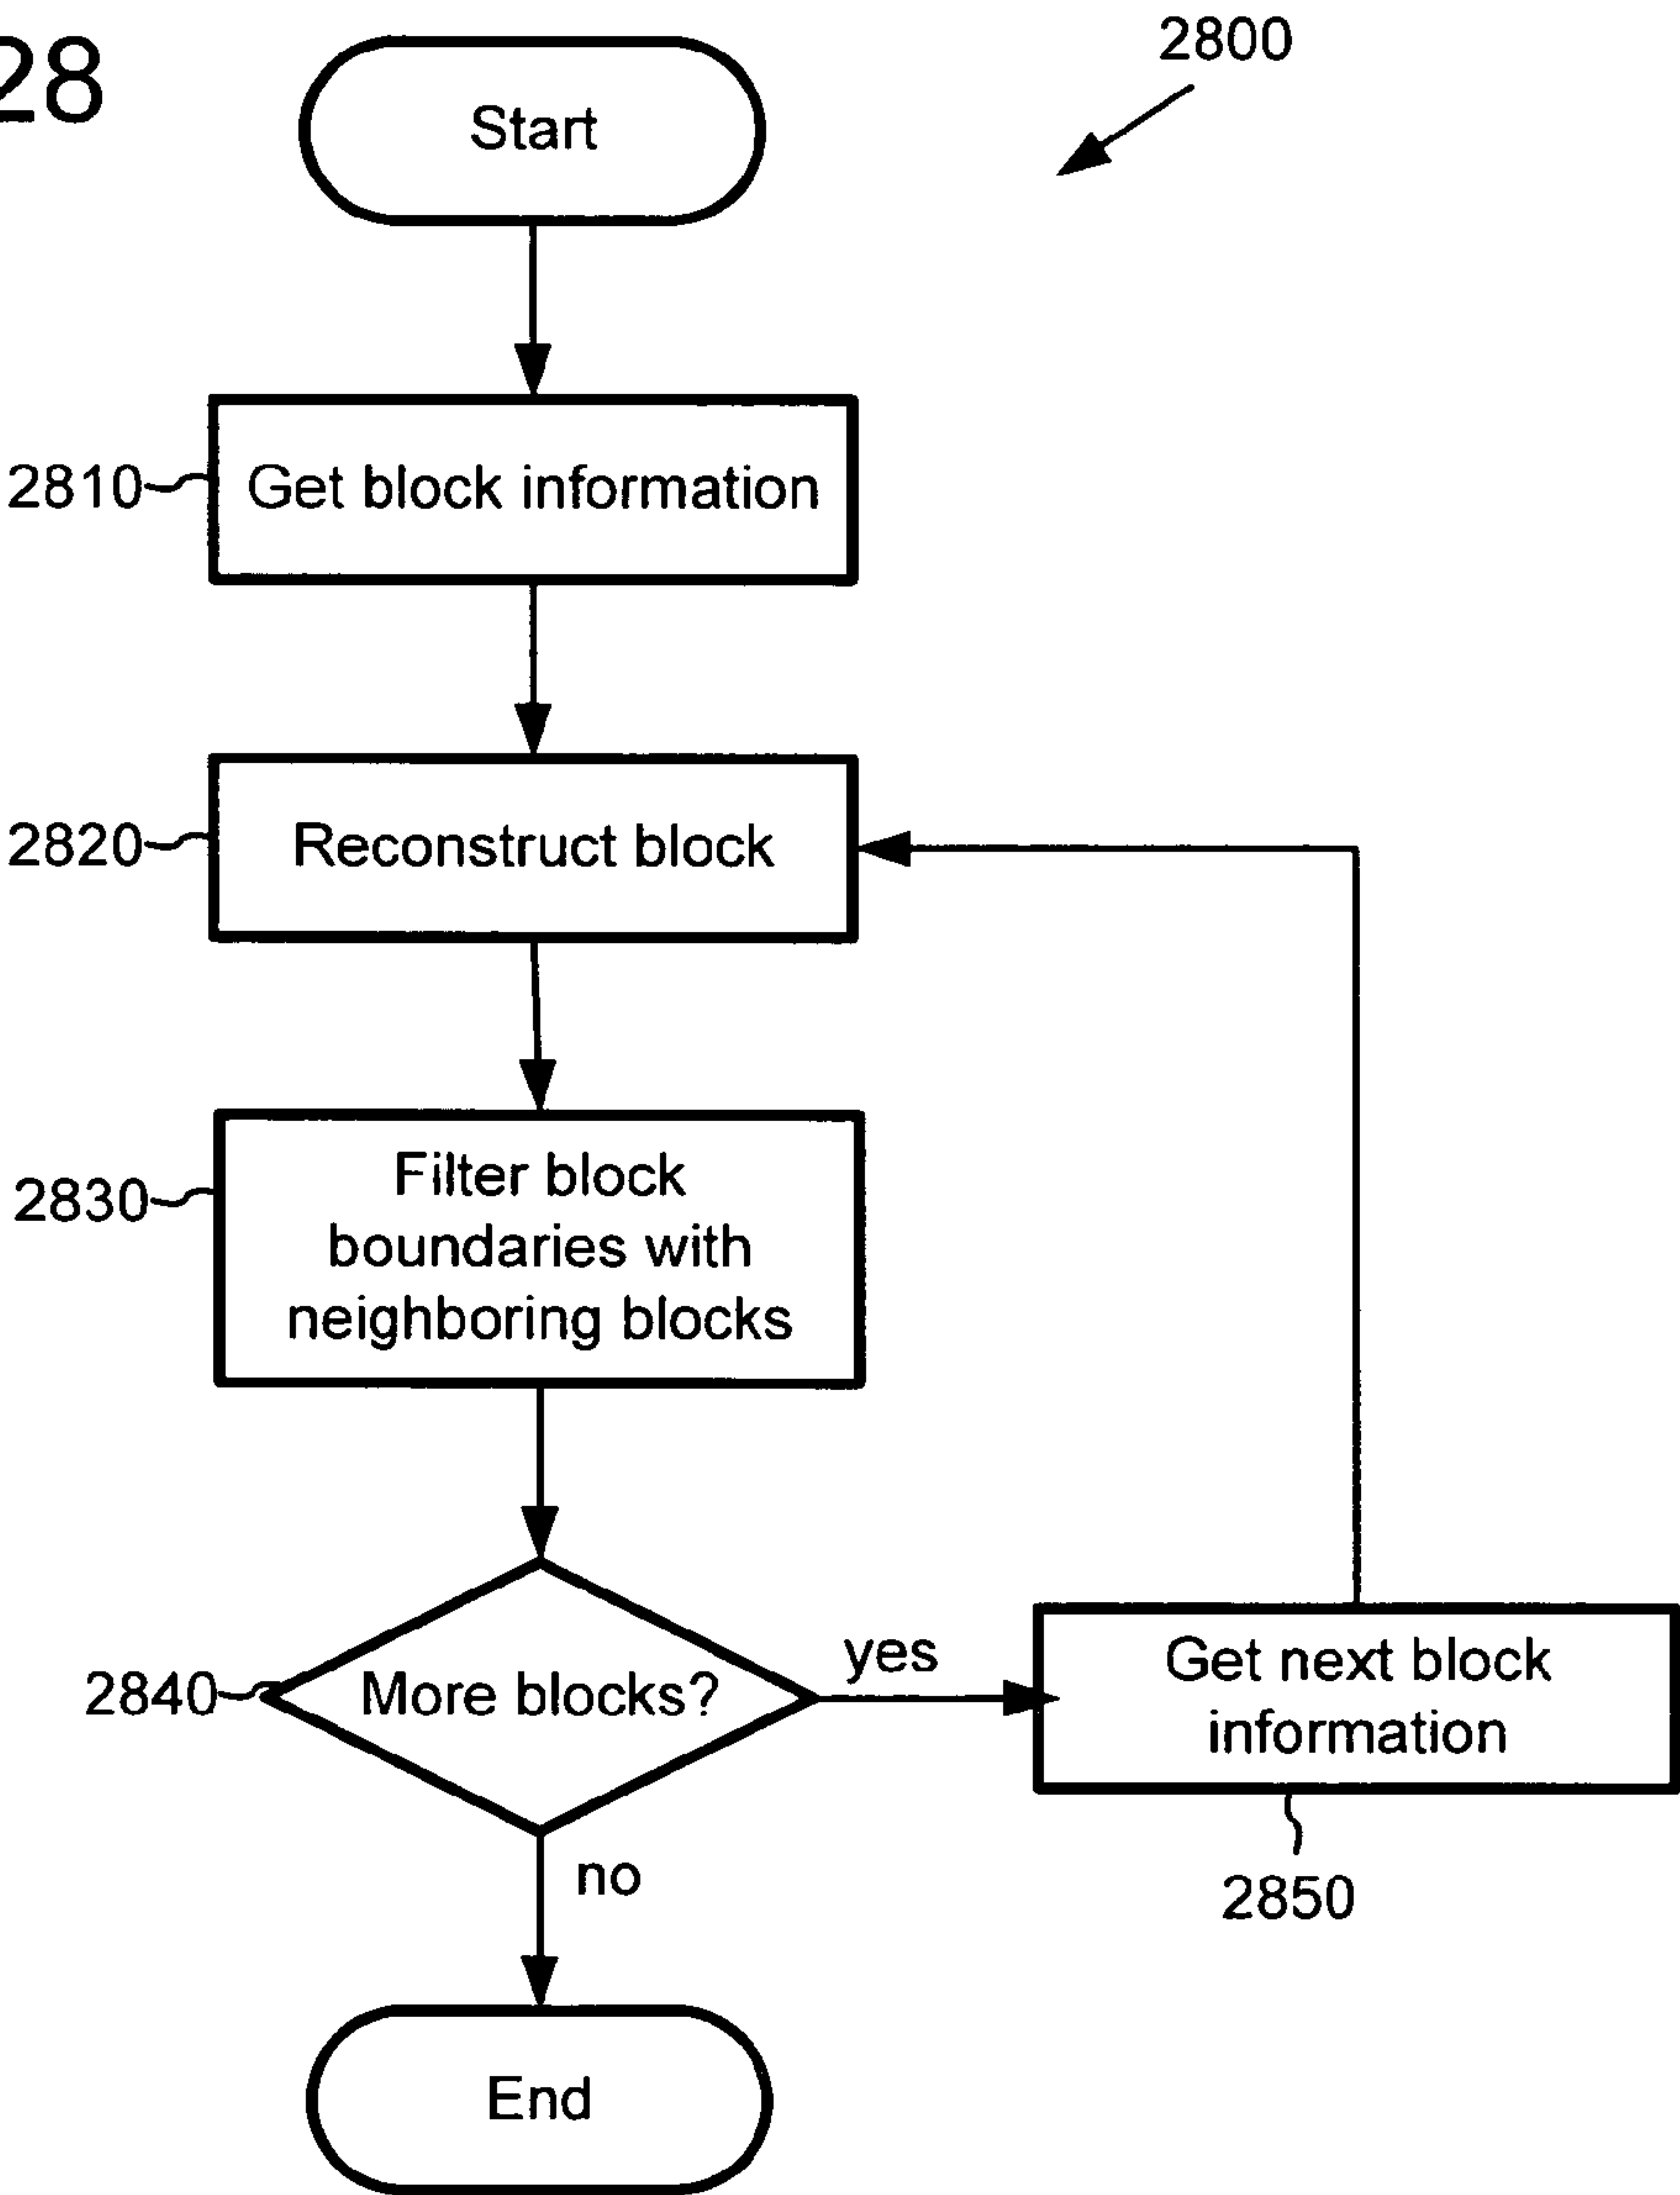 28
2800
Start
2810
Get block information
2820
Reconstruct block
2830
Filter block
boundaries with
neighboring blocks
2840
More blocks?
yes
Get next block
information
2850
no
End